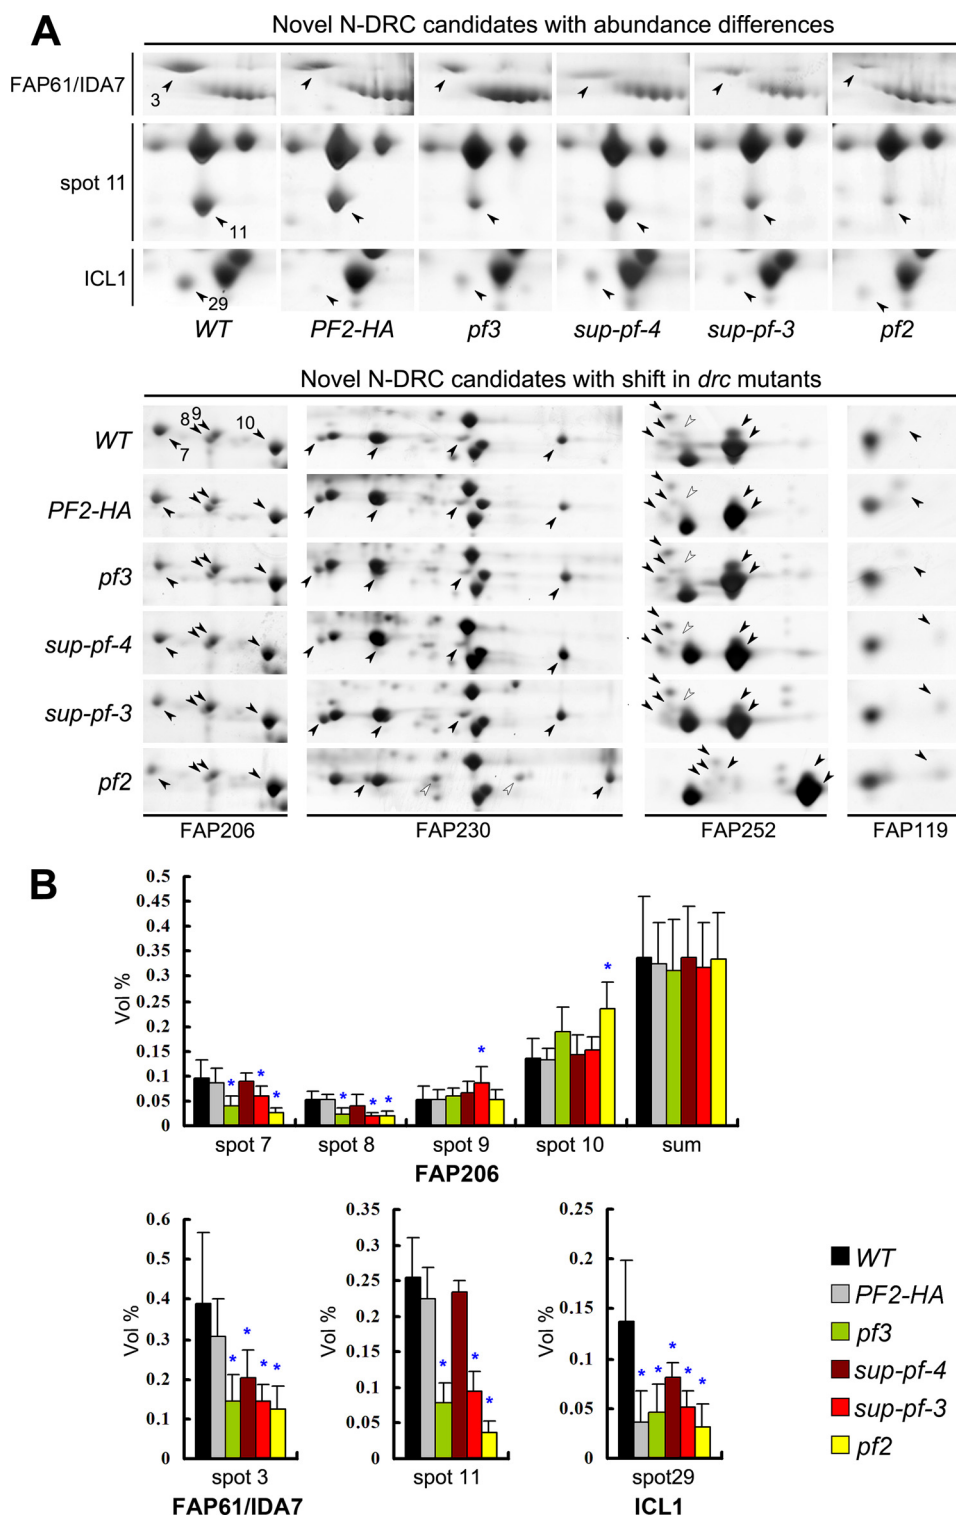 A
Novel N-DRC candidates with abundance differences
FAP61/IDA7
3
spot 11
11
ICL1
29
WT PF2-HA pf3 sup-pf-4 sup-pf-3 pf2
Novel N-DRC candidates with shift in drc mutants
WT
8 9 10
7
PF2-HA
pf3
sup-pf-4
sup-pf-3
pf2
FAP206 FAP230 FAP252 FAP119
B
Vol %
0.5
0.45
0.4
0.35
0.3
0.25
0.2
0.15
0.1
0.05
0
* * * * * * * *
spot 7 spot 8 spot 9 spot 10 sum
FAP206
Vol %
0.6
0.5
0.4
0.3
0.2
0.1
0
* * * *
spot 3
FAP61/IDA7
Vol %
0.35
0.3
0.25
0.2
0.15
0.1
0.05
0
* * *
spot 11
Vol %
0.25
0.2
0.15
0.1
0.05
0
* * * * *
spot29
ICL1
WT
PF2-HA
pf3
sup-pf-4
sup-pf-3
pf2